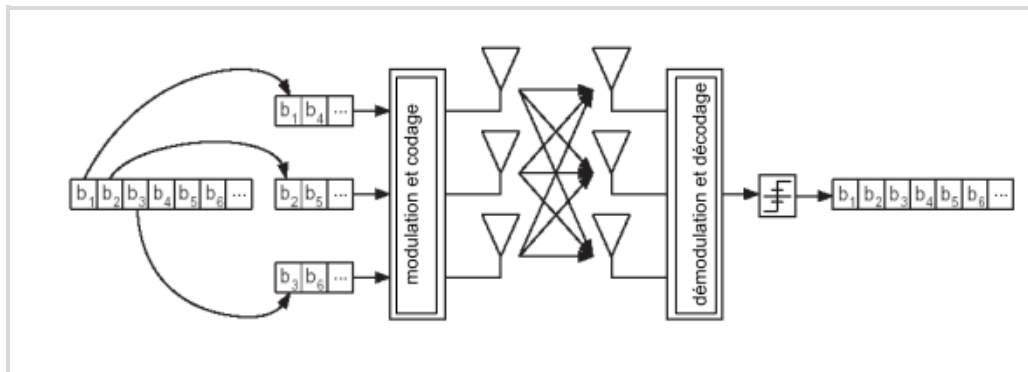 b1 b4 ...
b1 b2 b3 b4 b5 b6 ...
b2 b5 ...
b3 b6 ...
modulation et codage
démodulation et décodage
b1 b2 b3 b4 b5 b6 ...